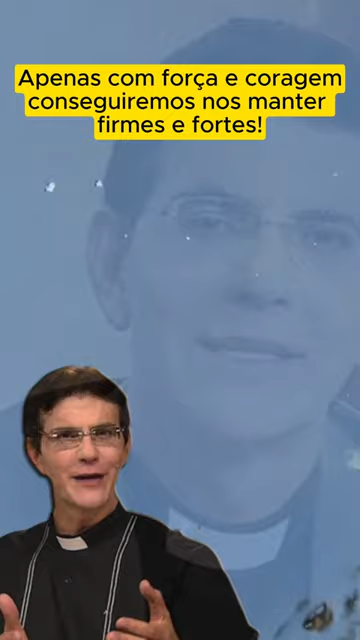 Apenas com força e coragem
conseguiremos nos manter
firmes e fortes!